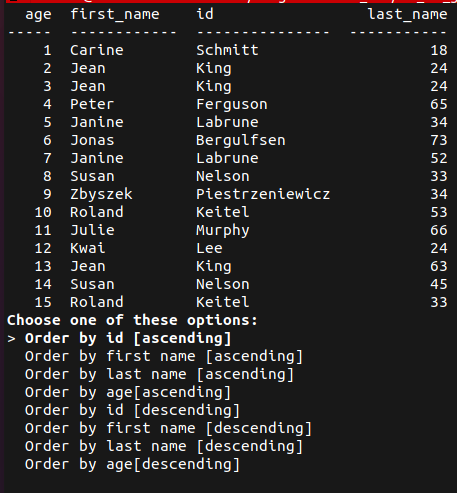 age first_name id last_name
----- ------------ --------------- -----------
1 Carine Schmitt 18
2 Jean King 24
3 Jean King 24
4 Peter Ferguson 65
5 Janine Labrune 34
6 Jonas Bergulfsen 73
7 Janine Labrune 52
8 Susan Nelson 33
9 Zbyszek Piestrzeniewicz 34
10 Roland Keitel 53
11 Julie Murphy 66
12 Kwai Lee 24
13 Jean King 63
14 Susan Nelson 45
15 Roland Keitel 33
Choose one of these options:
> Order by id [ascending]
Order by first name [ascending]
Order by last name [ascending]
Order by age[ascending]
Order by id [descending]
Order by first name [descending]
Order by last name [descending]
Order by age[descending]